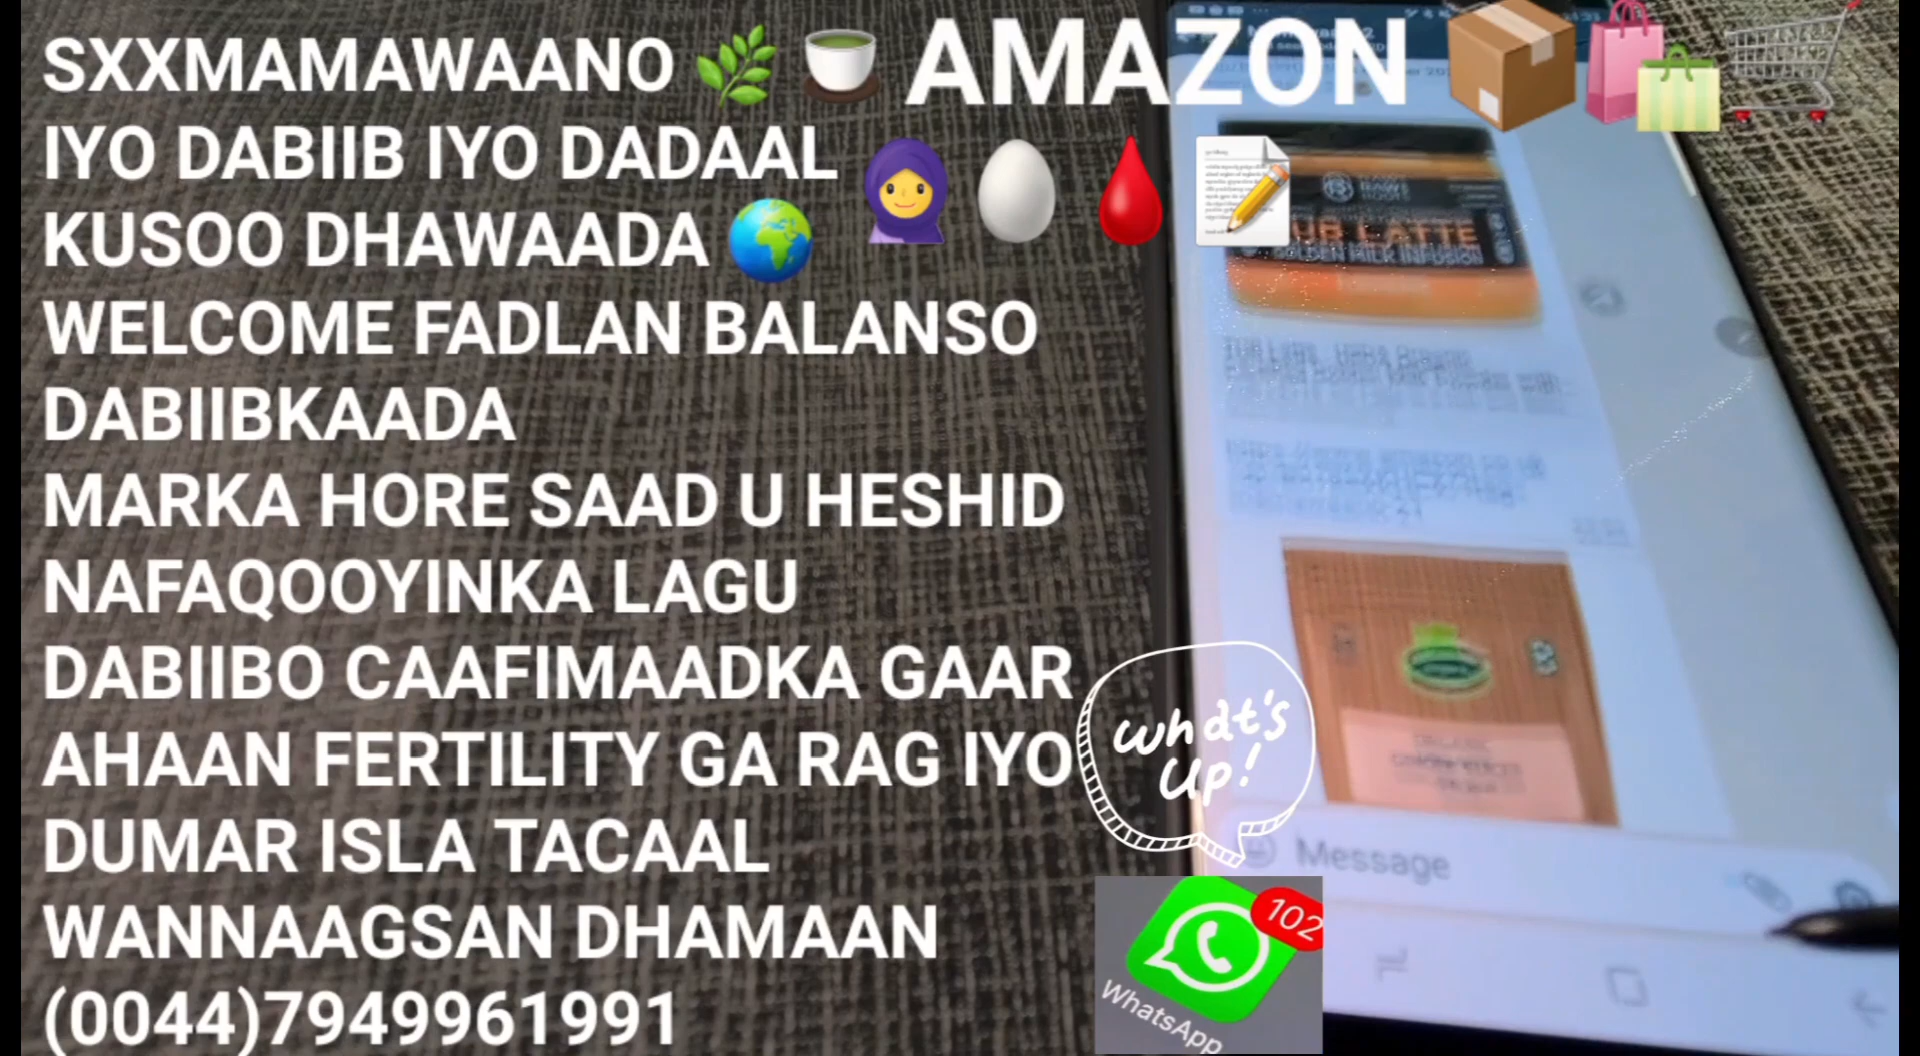 SXXMAMAWAANO 🌿 🍵 AMAZON 📦 🛍️ 🛒
IYO DABIIB IYO DADAAL 🧕 🥚 🩸 📝
KUSOO DHAWAADA 🌍
WELCOME FADLAN BALANSO
DABIIBKAADA
MARKA HORE SAAD U HESHID
NAFAQOOYINKA LAGU
DABIIBO CAAFIMAADKA GAAR
AHAAN FERTILITY GA RAG IYO
DUMAR ISLA TACAAL
WANNAAGSAN DHAMAAN
(0044)7949961991
what's
up!
102
WhatsApp
LATTE
GOLDEN MILK INFUSION
Message